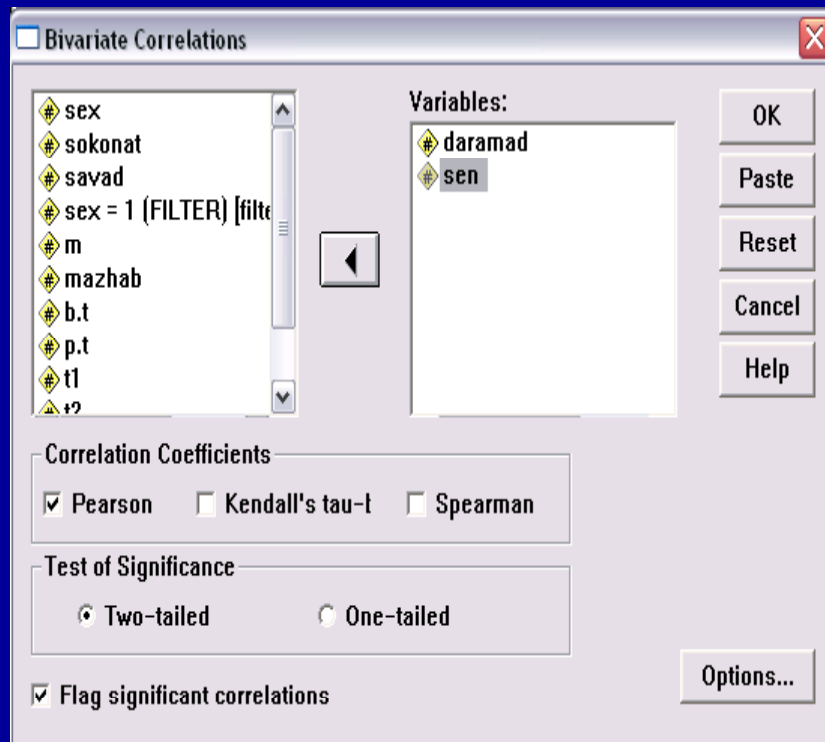 Bivariate Correlations
sex
sokonat
savad
sex = 1 (FILTER) [filte
m
mazhab
b.t
p.t
t1
t2
Variables:
daramad
sen
OK
Paste
Reset
Cancel
Help
Correlation Coefficients
Pearson Kendall's tau-b Spearman
Test of Significance
Two-tailed One-tailed
Flag significant correlations
Options...